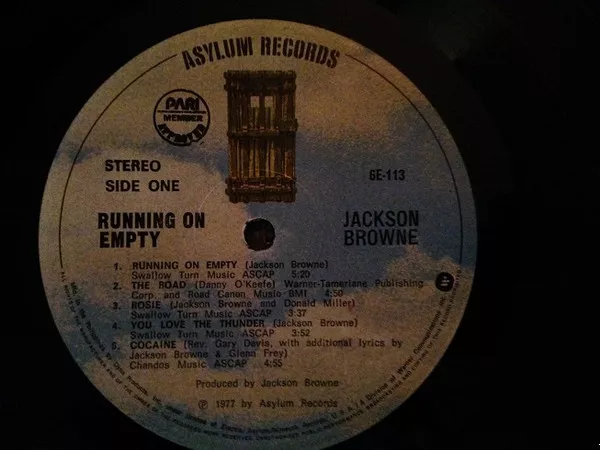 ASYLUM RECORDS
PARI
MEMBER
STEREO
SIDE ONE
6E-113
RUNNING ON
EMPTY
JACKSON
BROWNE
1. RUNNING ON EMPTY (Jackson Browne)
Swallow Turn Music ASCAP 5:20
2. THE ROAD (Danny O'Keefe) Warner-Tamerlane Publishing
Corp. and Road Canon Music BMI 4:50
3. ROSIE (Jackson Browne and Donald Miller)
Swallow Turn Music ASCAP 3:37
4. YOU LOVE THE THUNDER (Jackson Browne)
Swallow Turn Music ASCAP 3:52
5. COCAINE (Rev. Gary Davis, with additional lyrics by
Jackson Browne & Glenn Frey)
Chandos Music ASCAP 4:55
Produced by Jackson Browne
℗ 1977 by Asylum Records